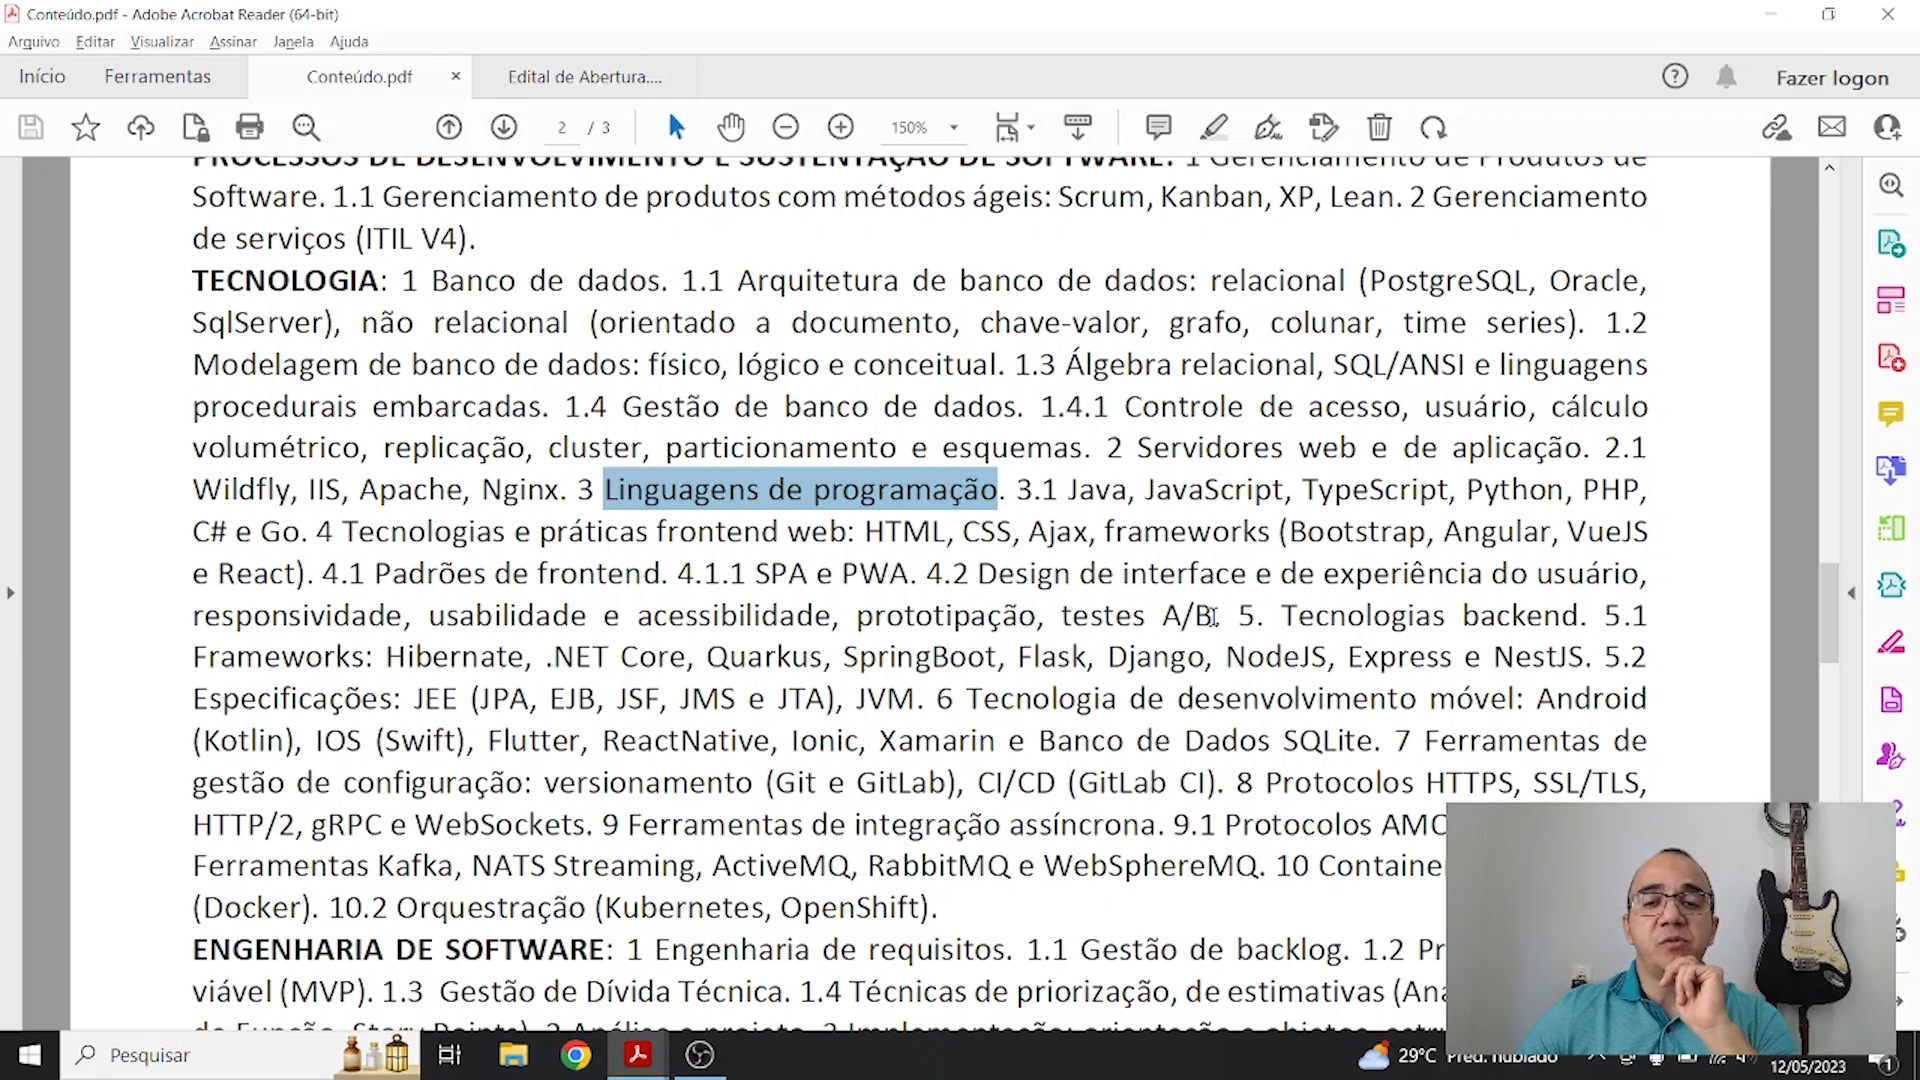 Conteúdo.pdf - Adobe Acrobat Reader (64-bit)
Arquivo Editar Visualizar Assinar Janela Ajuda
Início Ferramentas Conteúdo.pdf × Edital de Abertura.... Fazer logon
2 / 3 150%
PROCESSOS DE DESENVOLVIMENTO E SUSTENTAÇÃO DE SOFTWARE: 1 Gerenciamento de Produtos de
Software. 1.1 Gerenciamento de produtos com métodos ágeis: Scrum, Kanban, XP, Lean. 2 Gerenciamento
de serviços (ITIL V4).
TECNOLOGIA: 1 Banco de dados. 1.1 Arquitetura de banco de dados: relacional (PostgreSQL, Oracle,
SqlServer), não relacional (orientado a documento, chave-valor, grafo, colunar, time series). 1.2
Modelagem de banco de dados: físico, lógico e conceitual. 1.3 Álgebra relacional, SQL/ANSI e linguagens
procedurais embarcadas. 1.4 Gestão de banco de dados. 1.4.1 Controle de acesso, usuário, cálculo
volumétrico, replicação, cluster, particionamento e esquemas. 2 Servidores web e de aplicação. 2.1
Wildfly, IIS, Apache, Nginx. 3 Linguagens de programação. 3.1 Java, JavaScript, TypeScript, Python, PHP,
C# e Go. 4 Tecnologias e práticas frontend web: HTML, CSS, Ajax, frameworks (Bootstrap, Angular, VueJS
e React). 4.1 Padrões de frontend. 4.1.1 SPA e PWA. 4.2 Design de interface e de experiência do usuário,
responsividade, usabilidade e acessibilidade, prototipação, testes A/B. 5. Tecnologias backend. 5.1
Frameworks: Hibernate, .NET Core, Quarkus, SpringBoot, Flask, Django, NodeJS, Express e NestJS. 5.2
Especificações: JEE (JPA, EJB, JSF, JMS e JTA), JVM. 6 Tecnologia de desenvolvimento móvel: Android
(Kotlin), IOS (Swift), Flutter, ReactNative, Ionic, Xamarin e Banco de Dados SQLite. 7 Ferramentas de
gestão de configuração: versionamento (Git e GitLab), CI/CD (GitLab CI). 8 Protocolos HTTPS, SSL/TLS,
HTTP/2, gRPC e WebSockets. 9 Ferramentas de integração assíncrona. 9.1 Protocolos
Ferramentas Kafka, NATS Streaming, ActiveMQ, RabbitMQ e WebSphereMQ. 10
(Docker). 10.2 Orquestração (Kubernetes, OpenShift).
ENGENHARIA DE SOFTWARE: 1 Engenharia de requisitos. 1.1 Gestão de backlog. 1.2
viável (MVP). 1.3 Gestão de Dívida Técnica. 1.4 Técnicas de priorização, de estimativas
Pesquisar 29°C Pred. nublado
12/05/2023
1